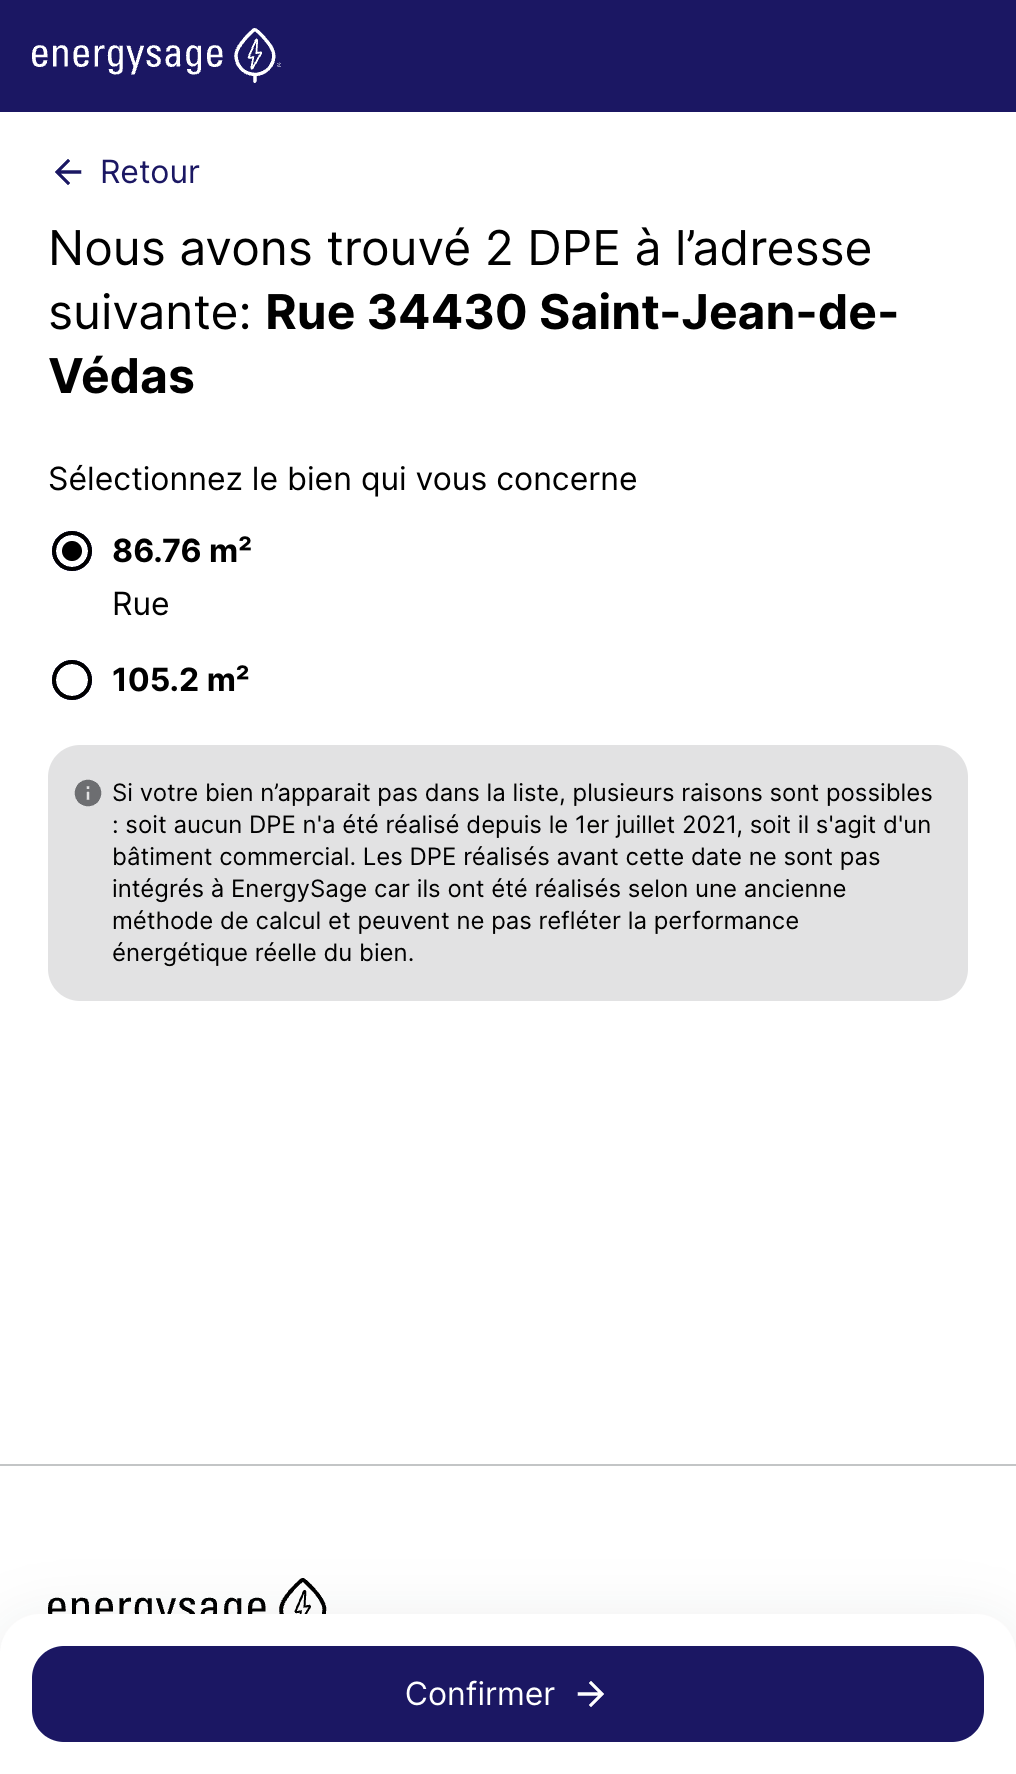 energysage
Retour
Nous avons trouvé 2 DPE à l’adresse
suivante: Rue 34430 Saint-Jean-de-
Védas
Sélectionnez le bien qui vous concerne
86.76 m²
Rue
105.2 m²
Si votre bien n’apparait pas dans la liste, plusieurs raisons sont possibles
: soit aucun DPE n'a été réalisé depuis le 1er juillet 2021, soit il s'agit d'un
bâtiment commercial. Les DPE réalisés avant cette date ne sont pas
intégrés à EnergySage car ils ont été réalisés selon une ancienne
méthode de calcul et peuvent ne pas refléter la performance
énergétique réelle du bien.
energysage
Confirmer